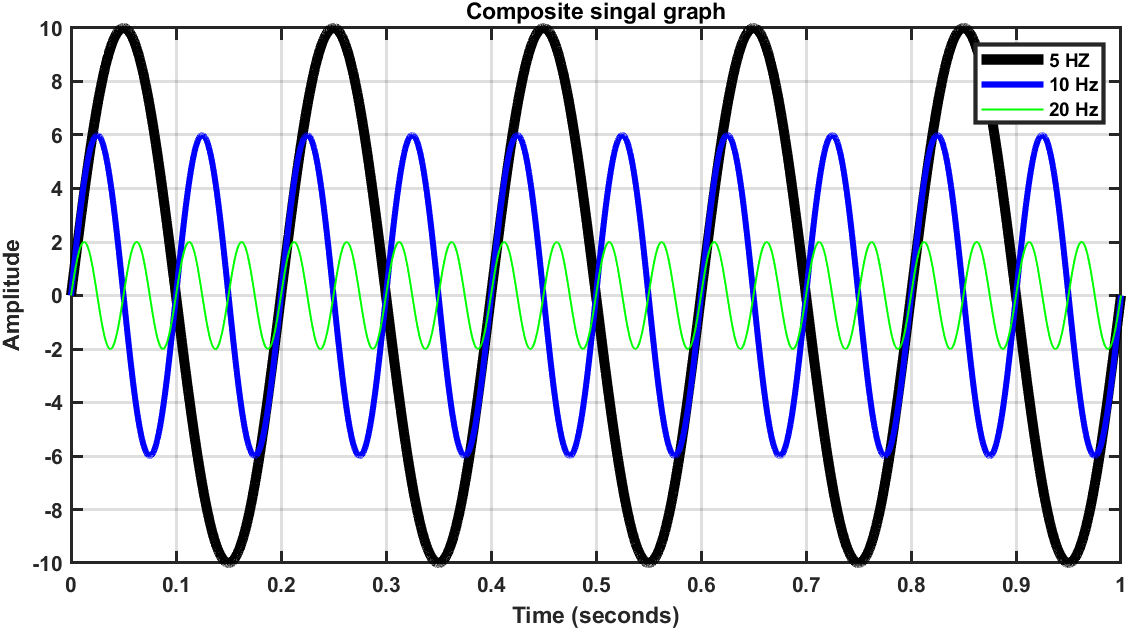 Composite singal graph
10
8
6
4
2
0
-2
-4
-6
-8
-10
Amplitude
5 HZ
10 Hz
20 Hz
0 0.1 0.2 0.3 0.4 0.5 0.6 0.7 0.8 0.9 1
Time (seconds)